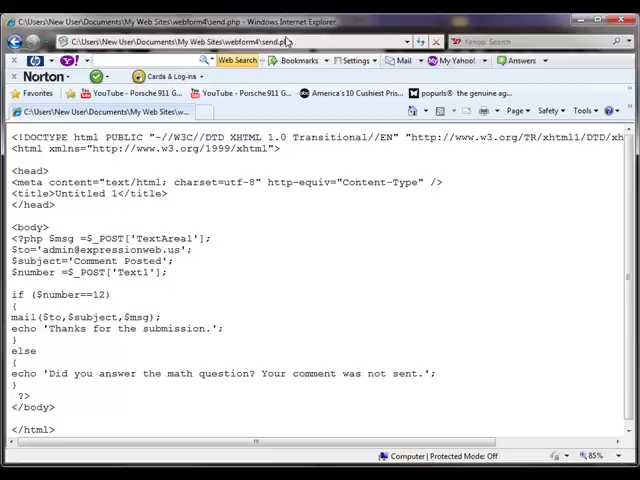 C:\Users\New User\Documents\My Web Sites\webform4\send.php - Windows Internet Explorer
C:\Users\New User\Documents\My Web Sites\webform4\send.php
Yahoo! Search
Web Search Bookmarks Settings Mail My Yahoo! Answers
Norton Cards & Log-ins
Favorites YouTube - Porsche 911 G... YouTube - Porsche 911 G... America's 10 Cushiest Pris... popurls® the genuine ag...
C:\Users\New User\Documents\My Web Sites\w... Page Safety Tools
<!DOCTYPE html PUBLIC "-//W3C//DTD XHTML 1.0 Transitional//EN" "http://www.w3.org/TR/xhtml1/DTD/xh
<html xmlns="http://www.w3.org/1999/xhtml">
<head>
<meta content="text/html; charset=utf-8" http-equiv="Content-Type" />
<title>Untitled 1</title>
</head>
<body>
<?php $msg =$_POST['TextArea1'];
$to='admin@expressionweb.us';
$subject='Comment Posted';
$number =$_POST['Text1'];
if ($number==12)
{
mail($to,$subject,$msg);
echo 'Thanks for the submission.';
}
else
{
echo 'Did you answer the math question? Your comment was not sent.';
}
?>
</body>
</html>
Computer | Protected Mode: Off 85%